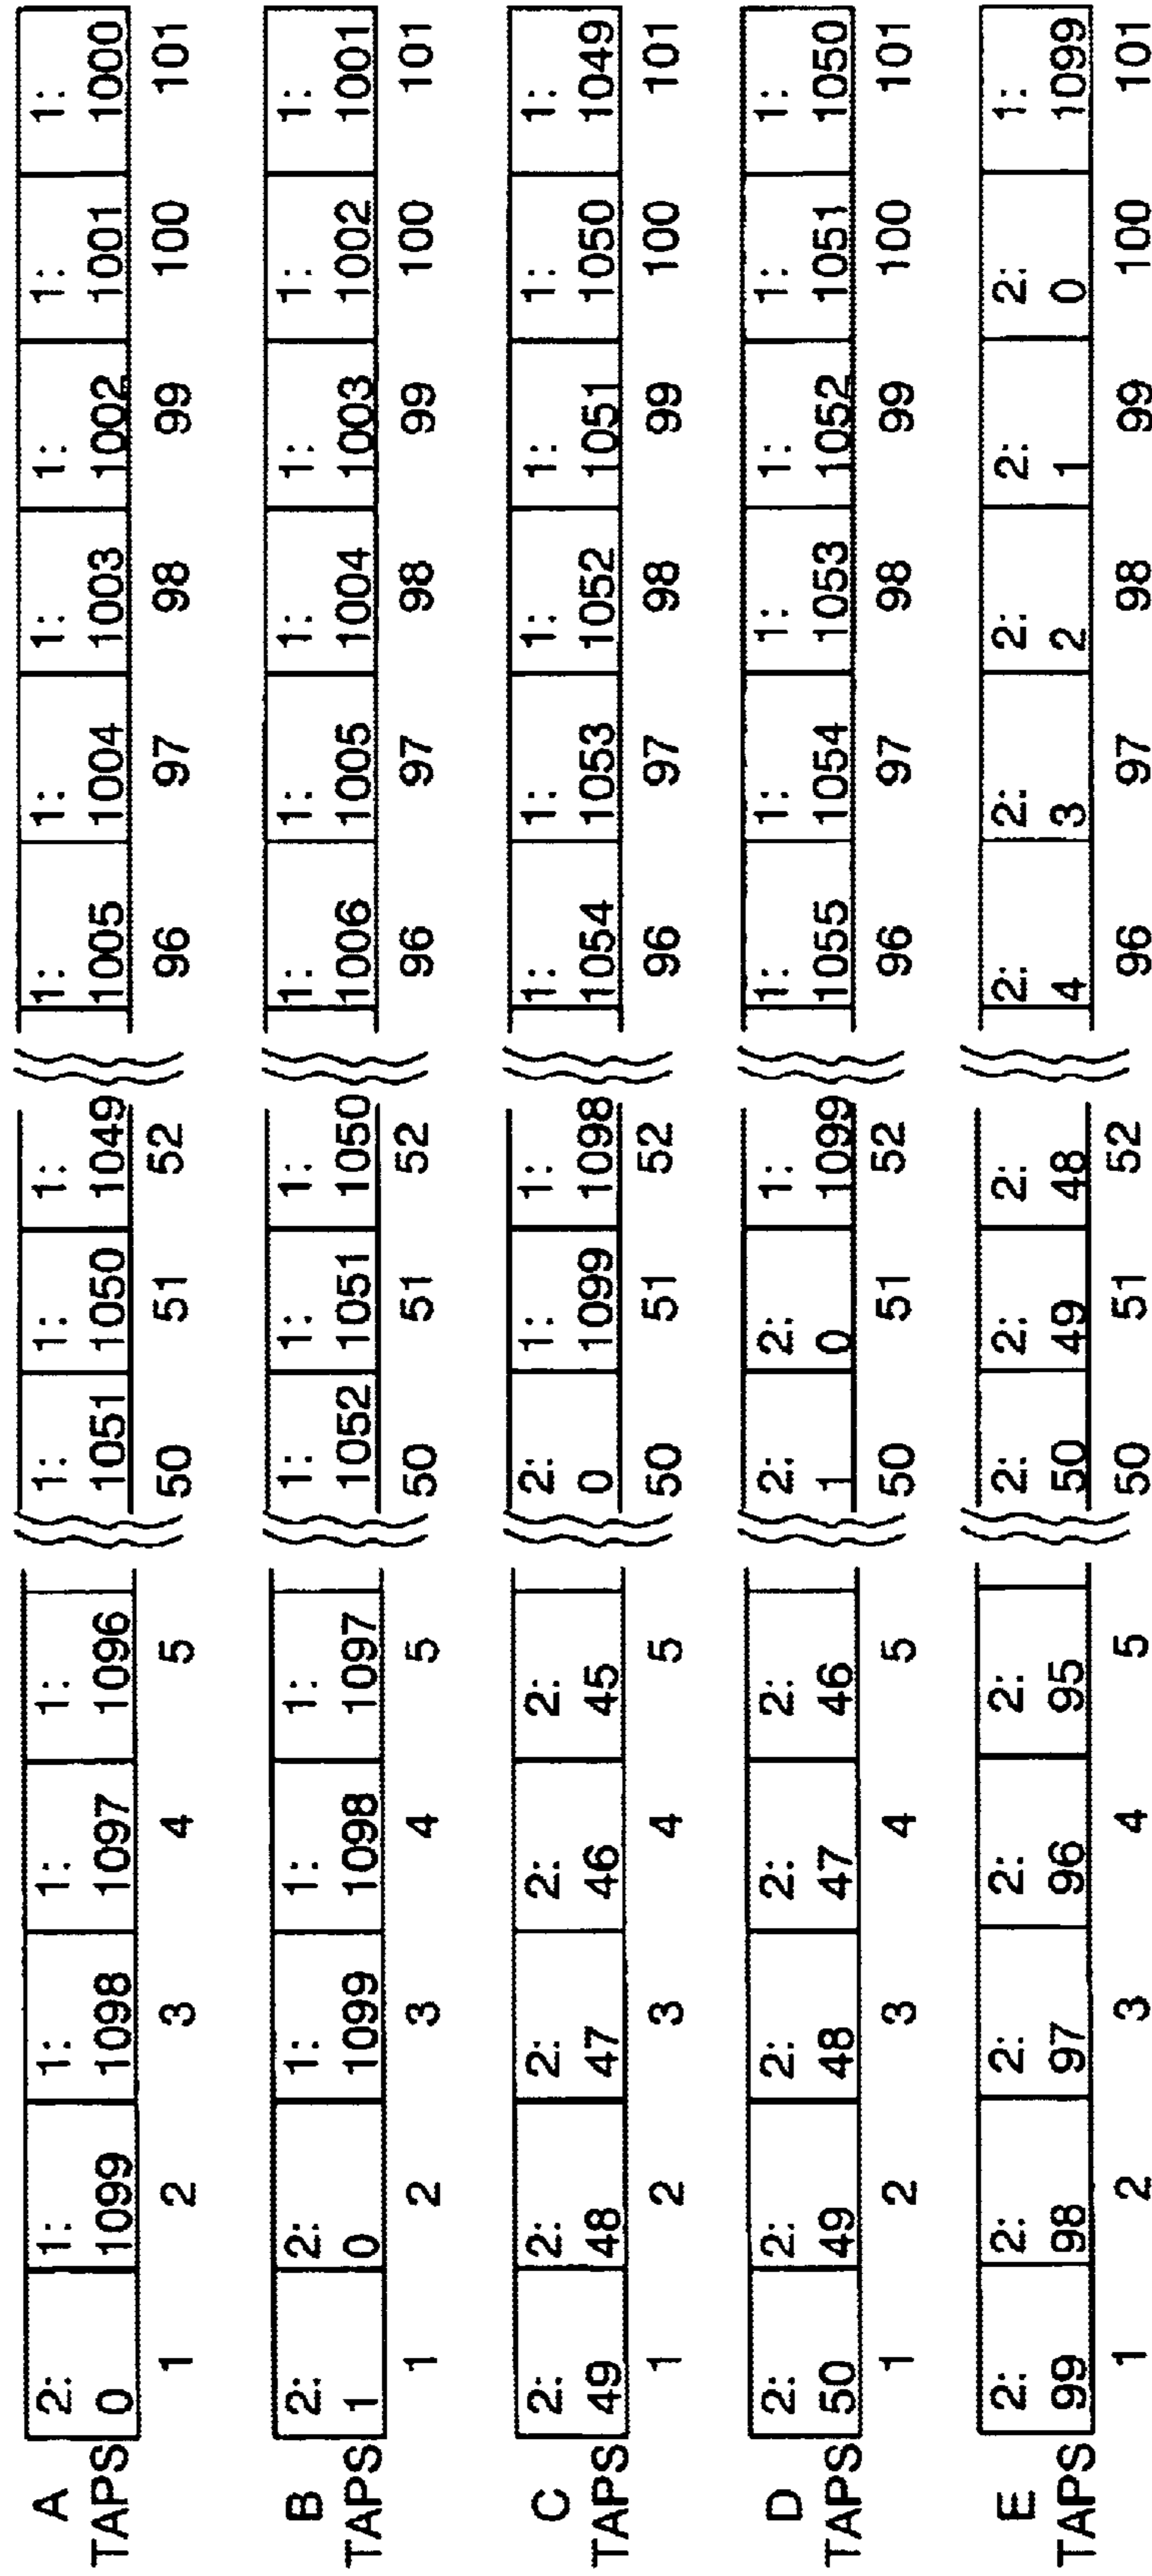 A 2: 1: 1: 1: 1: 1: 1: 1: 1: 1: 1: 1: 1: 1:
0 1099 1098 1097 1096 1051 1050 1049 1005 1004 1003 1002 1001 1000
TAPS 1 2 3 4 5 50 51 52 96 97 98 99 100 101
B 2: 2: 1: 1: 1: 1: 1: 1: 1: 1: 1: 1: 1: 1:
1 0 1099 1098 1097 1052 1051 1050 1006 1005 1004 1003 1002 1001
TAPS 1 2 3 4 5 50 51 52 96 97 98 99 100 101
C 2: 2: 2: 2: 2: 2: 1: 1: 1: 1: 1: 1: 1: 1:
49 48 47 46 45 0 1099 1098 1054 1053 1052 1051 1050 1049
TAPS 1 2 3 4 5 50 51 52 96 97 98 99 100 101
D 2: 2: 2: 2: 2: 2: 2: 1: 1: 1: 1: 1: 1: 1:
50 49 48 47 46 1 0 1099 1055 1054 1053 1052 1051 1050
TAPS 1 2 3 4 5 50 51 52 96 97 98 99 100 101
E 2: 2: 2: 2: 2: 2: 2: 2: 2: 2: 2: 2: 2: 1:
99 98 97 96 95 50 49 48 4 3 2 1 0 1099
TAPS 1 2 3 4 5 50 51 52 96 97 98 99 100 101